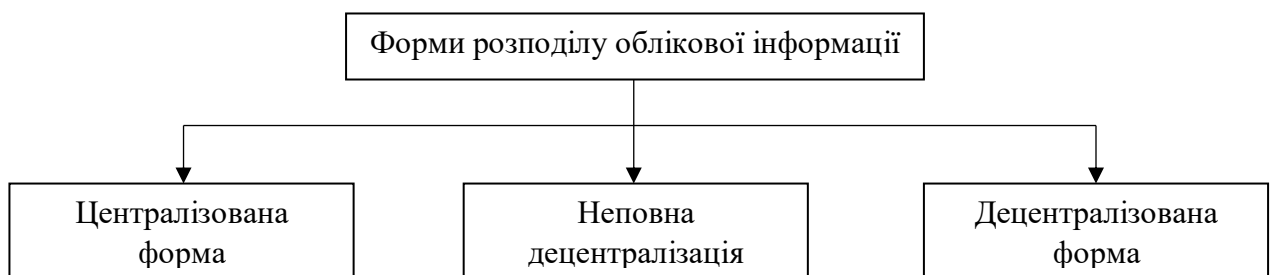 Форми розподілу облікової інформації
Централізована
форма
Неповна
децентралізація
Децентралізована
форма